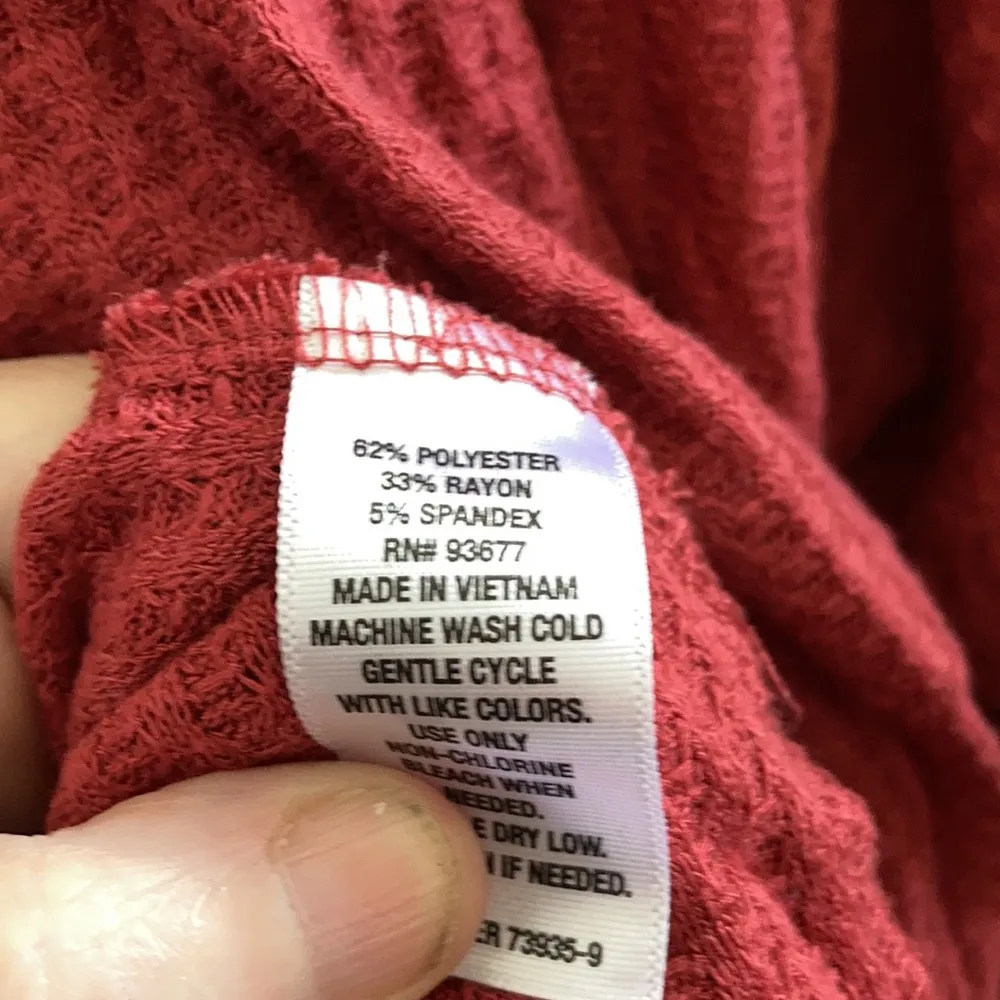 62% POLYESTER
33% RAYON
5% SPANDEX
RN# 93677
MADE IN VIETNAM
MACHINE WASH COLD
GENTLE CYCLE
WITH LIKE COLORS.
USE ONLY
NON-CHLORINE
BLEACH WHEN
NEEDED.
DRY LOW.
IF NEEDED.
73935-9